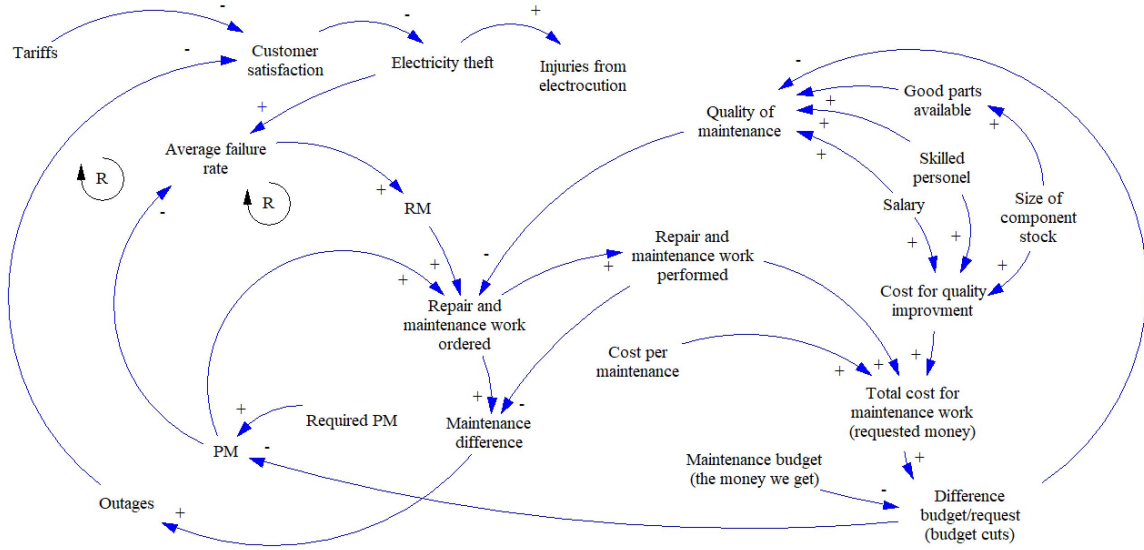 Tariffs
-
-
Customer
satisfaction
-
Electricity theft
+
Injuries from
electrocution
+
Average failure
rate
R
R
-
+
RM
+
-
+
Repair and
maintenance work
ordered
+
Repair and
maintenance work
performed
-
Quality of
maintenance
+
+
+
Good parts
available
+
Skilled
personel
Salary
Size of
component
stock
+
+
+
Cost for quality
improvment
Cost per
maintenance
+
+
+
Total cost for
maintenance work
(requested money)
+
-
Maintenance
difference
Required PM
+
-
PM
Outages
+
Maintenance budget
(the money we get)
-
+
Difference
budget/request
(budget cuts)